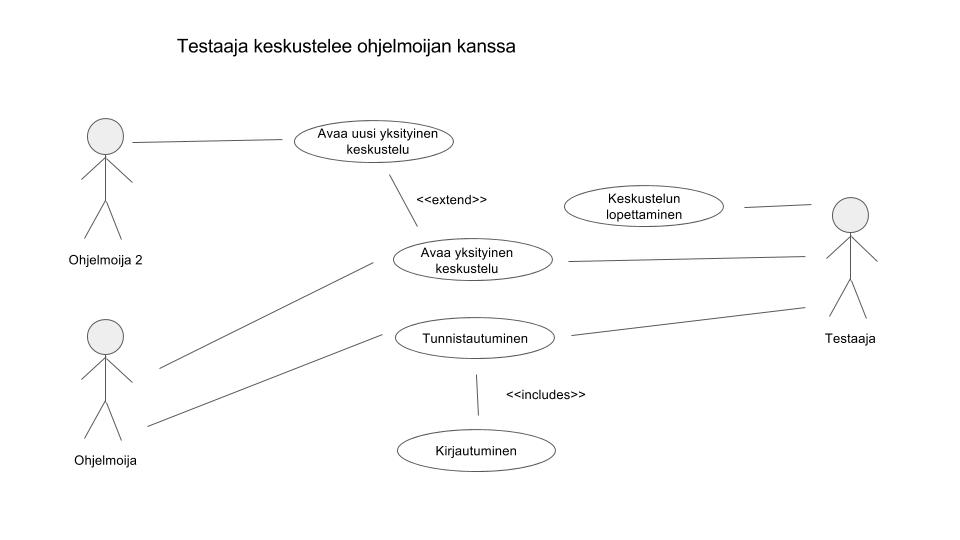 Testaaja keskustelee ohjelmoijan kanssa
Avaa uusi yksityinen
keskustelu
<<extend>>
Keskustelun
lopettaminen
Ohjelmoija 2
Avaa yksityinen
keskustelu
Tunnistautuminen
Testaaja
<<includes>>
Kirjautuminen
Ohjelmoija